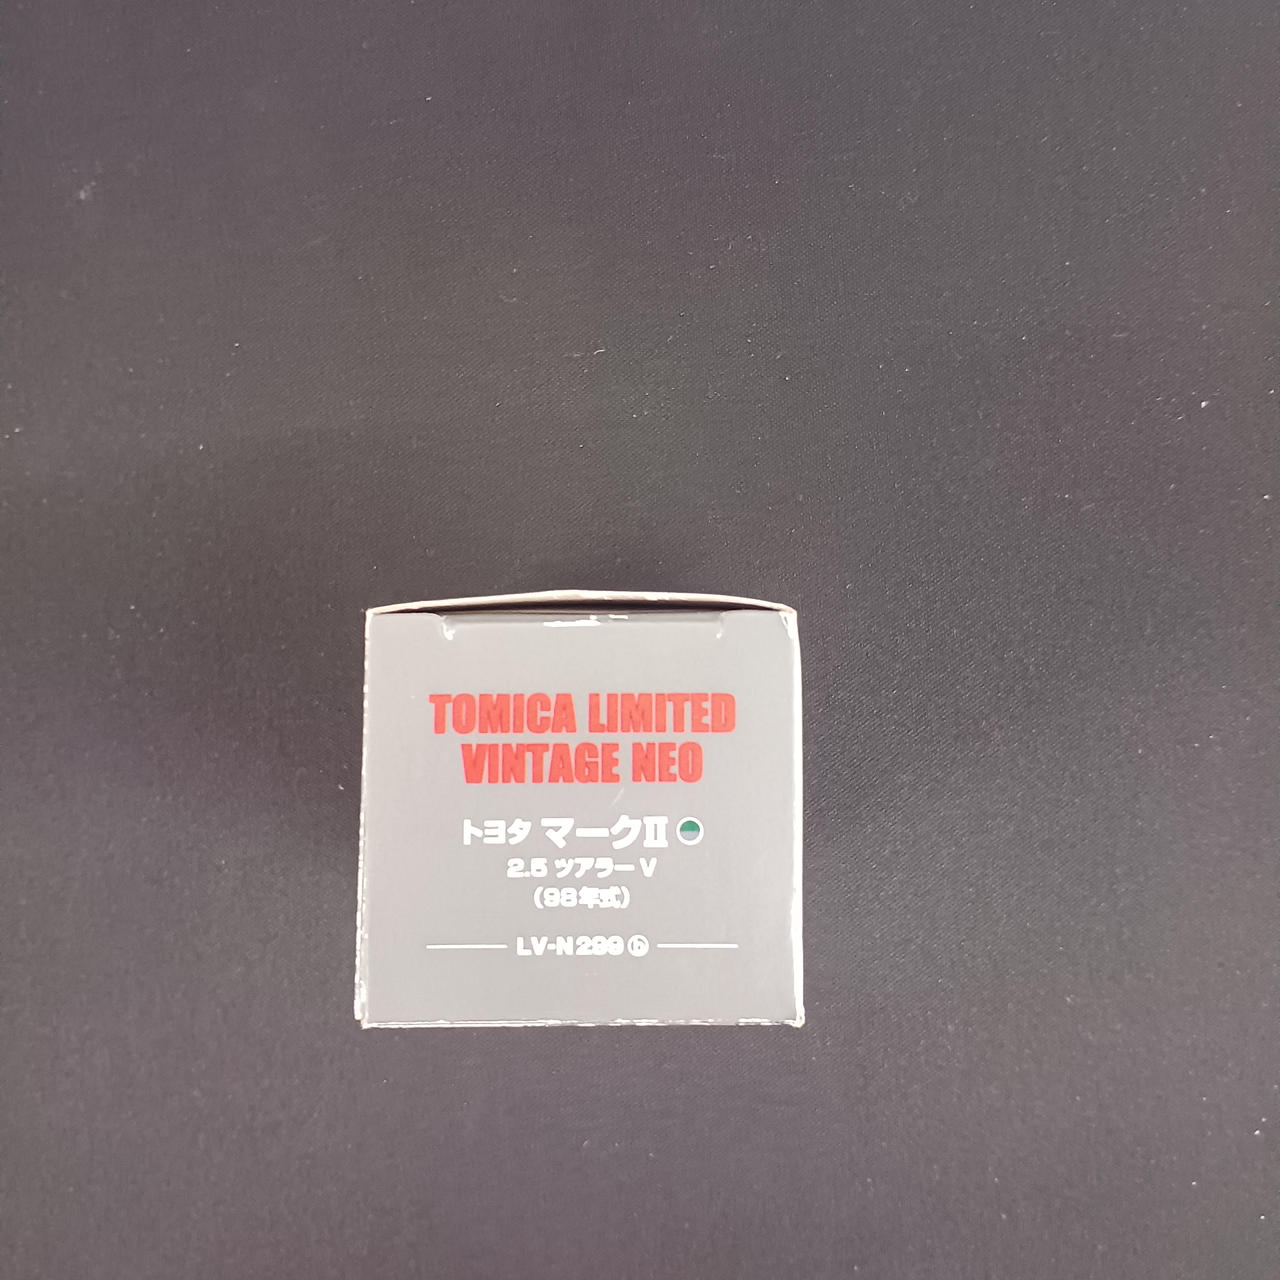 TOMICA LIMITED
VINTAGE NEO
トヨタ マークII
2.5 ツアラーV
(98年式)
LV-N299ⓑ